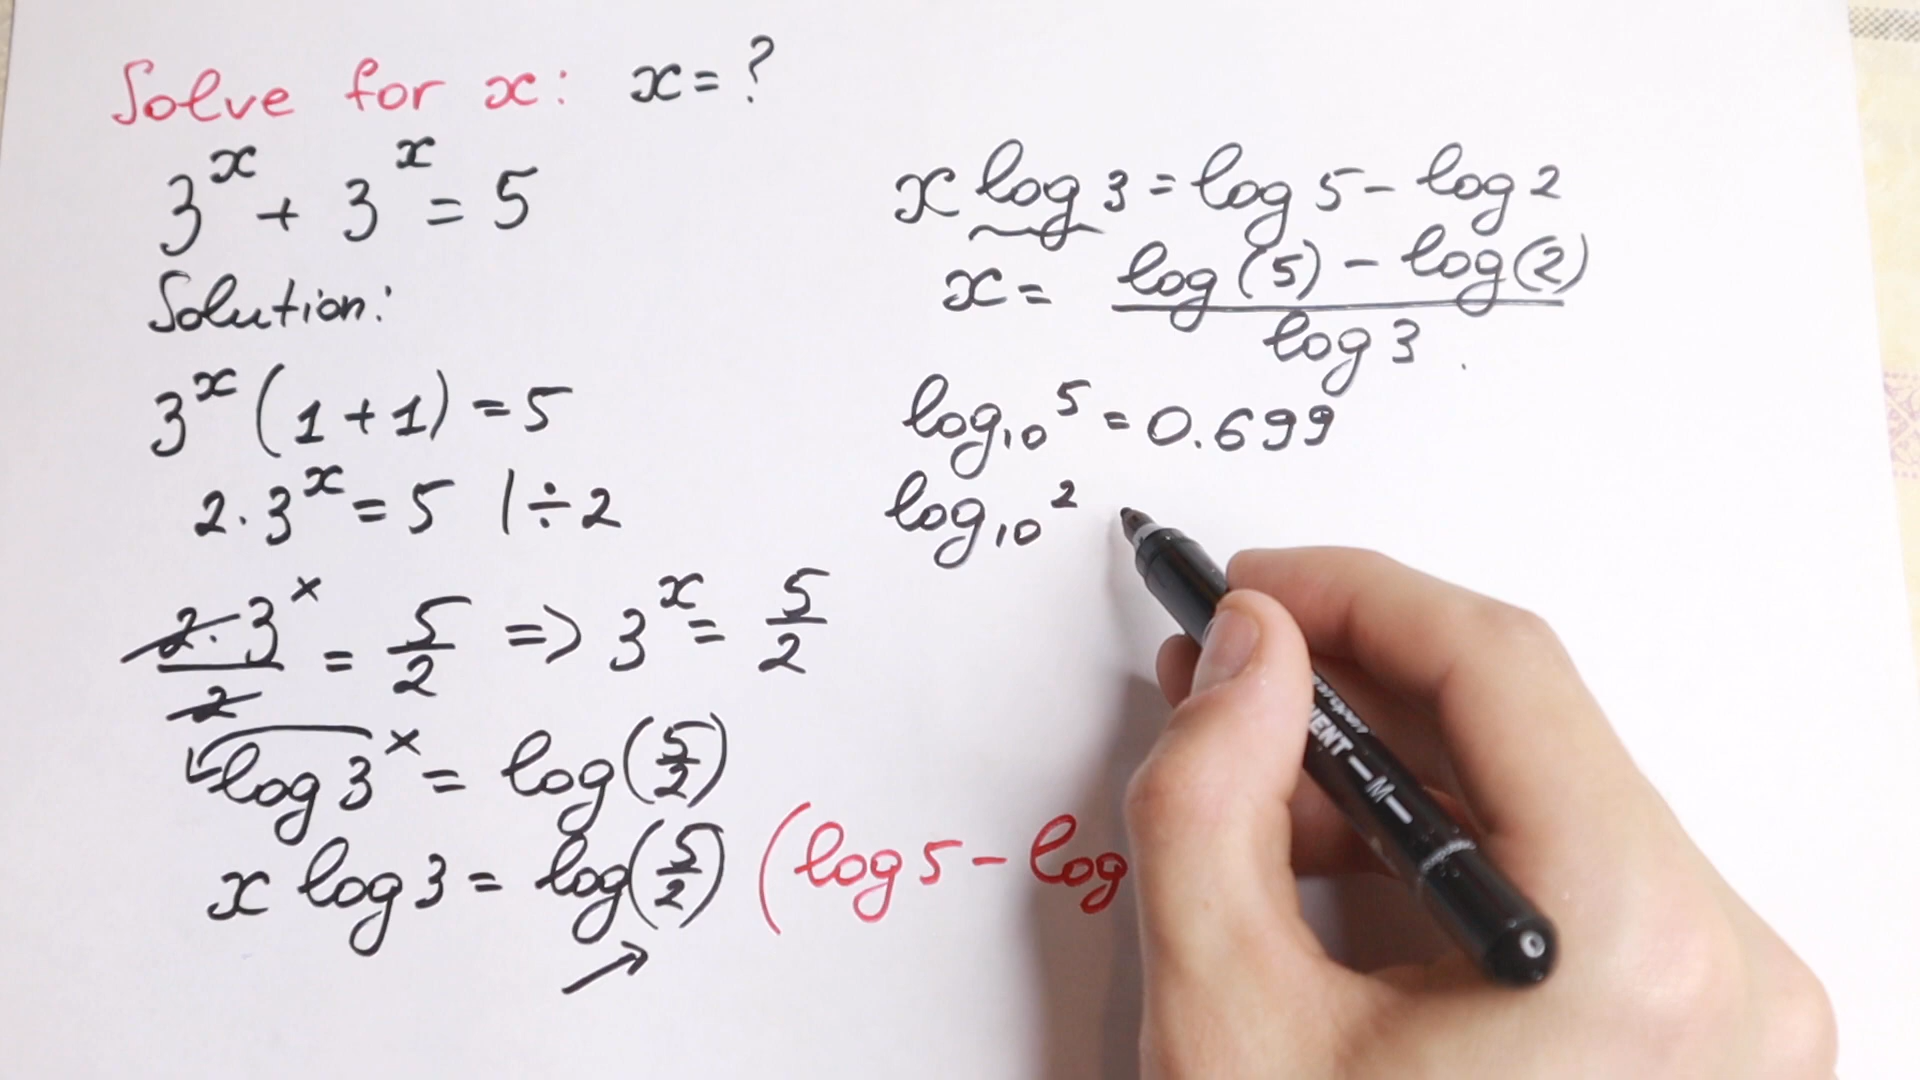 Solve for x: x = ?
3^x + 3^x = 5
Solution:
3^x (1 + 1) = 5
2 · 3^x = 5 | ÷ 2
2 · 3^x / 2 = 5/2 => 3^x = 5/2
log 3^x = log(5/2)
x log 3 = log(5/2) (log 5 - log
x log 3 = log 5 - log 2
x = log(5) - log(2) / log 3 .
log₁₀ 5 = 0.699
log₁₀ 2
ENT -M-